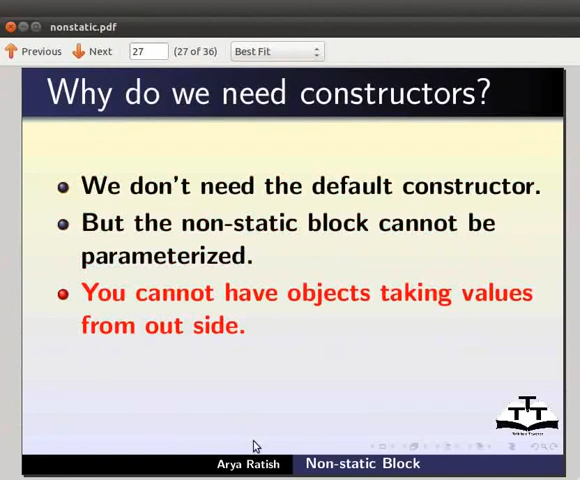 nonstatic.pdf
Previous Next 27 (27 of 36) Best Fit
Why do we need constructors?
We don't need the default constructor.
But the non-static block cannot be
parameterized.
You cannot have objects taking values
from out side.
TTT
Arya Ratish Non-static Block